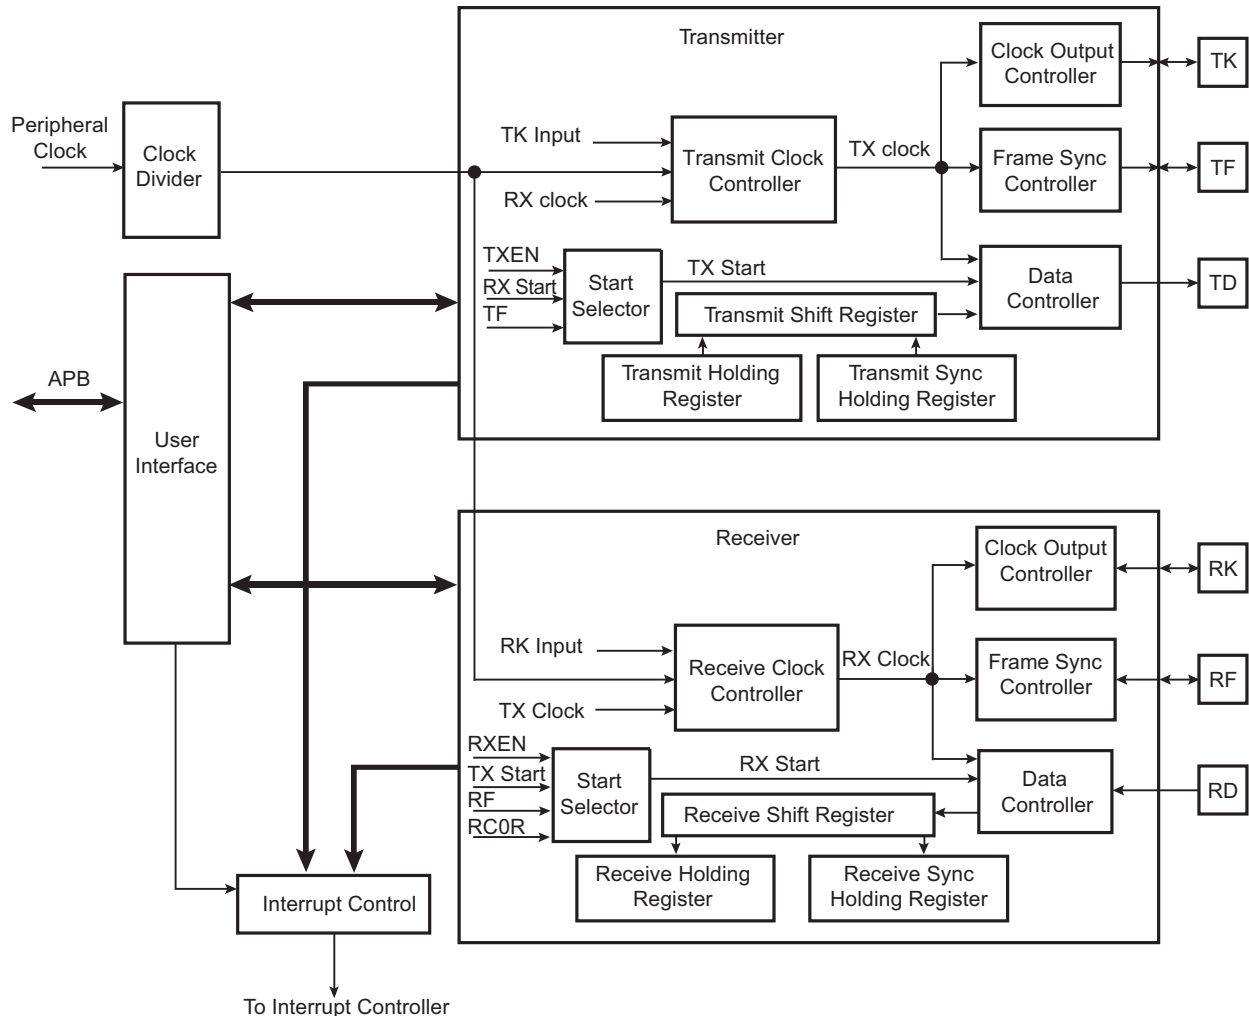 Transmitter
Clock Output
Controller
TK
Peripheral
Clock
Clock
Divider
TK Input
RX clock
Transmit Clock
Controller
TX clock
Frame Sync
Controller
TF
TXEN
RX Start
TF
Start
Selector
TX Start
Data
Controller
TD
Transmit Shift Register
Transmit Holding
Register
Transmit Sync
Holding Register
APB
User
Interface
Receiver
Clock Output
Controller
RK
RK Input
TX Clock
Receive Clock
Controller
RX Clock
Frame Sync
Controller
RF
RXEN
TX Start
RF
RC0R
Start
Selector
RX Start
Data
Controller
RD
Receive Shift Register
Receive Holding
Register
Receive Sync
Holding Register
Interrupt Control
To Interrupt Controller